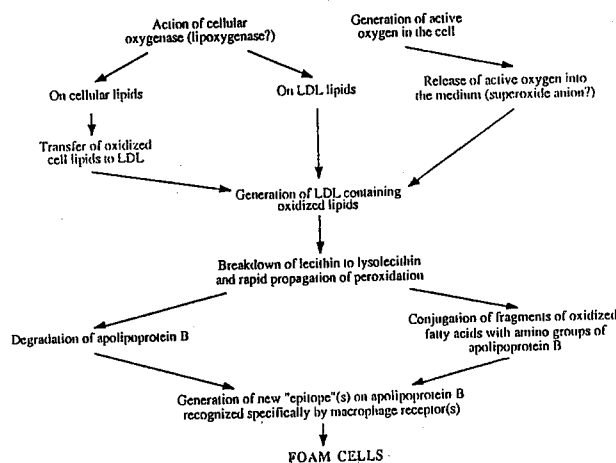 Action of cellular
oxygenase (lipoxygenase?)
Generation of active
oxygen in the cell
On cellular lipids
On LDL lipids
Release of active oxygen into
the medium (superoxide anion?)
Transfer of oxidized
cell lipids to LDL
Generation of LDL containing
oxidized lipids
Breakdown of lecithin to lysolecithin
and rapid propagation of peroxidation
Degradation of apolipoprotein B
Conjugation of fragments of oxidized
fatty acids with amino groups of
apolipoprotein B
Generation of new "epitope"(s) on apolipoprotein B
recognized specifically by macrophage receptor(s)
FOAM CELLS